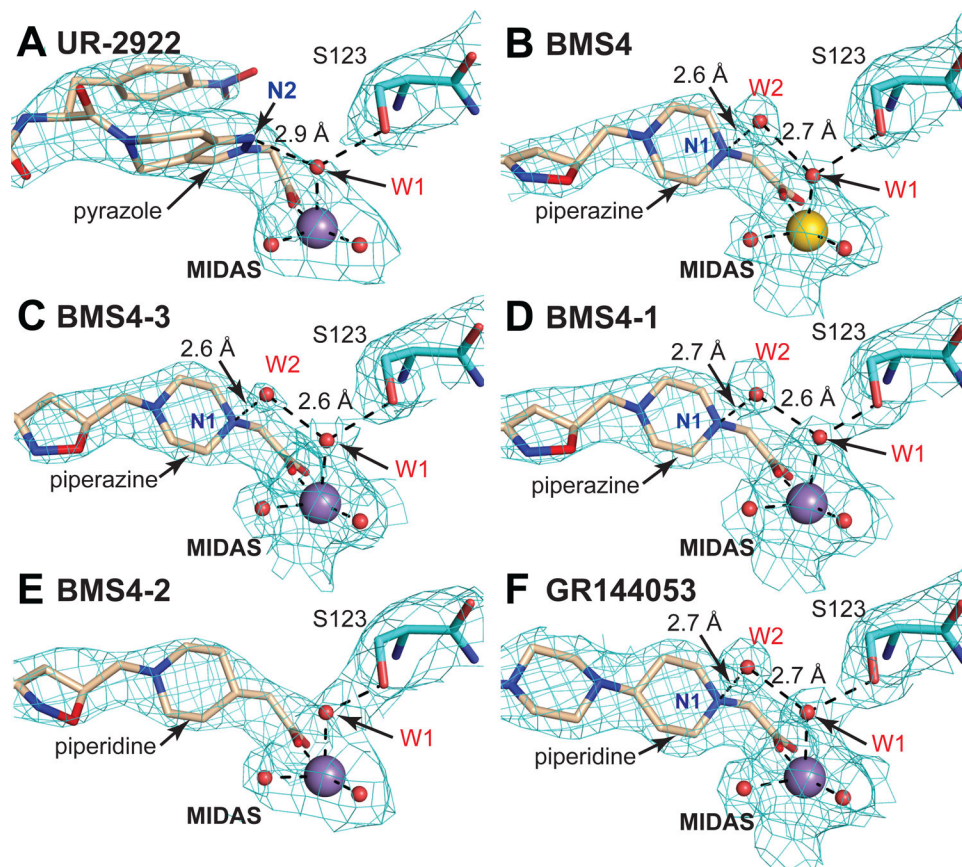 A UR-2922
S123
N2
2.9 Å
W1
pyrazole
MIDAS
B BMS4
S123
2.6 Å
W2
2.7 Å
N1
W1
piperazine
MIDAS
C BMS4-3
S123
2.6 Å
W2
2.6 Å
N1
W1
piperazine
MIDAS
D BMS4-1
S123
2.7 Å
W2
2.6 Å
N1
W1
piperazine
MIDAS
E BMS4-2
S123
W1
piperidine
MIDAS
F GR144053
S123
2.7 Å
W2
2.7 Å
N1
W1
piperidine
MIDAS